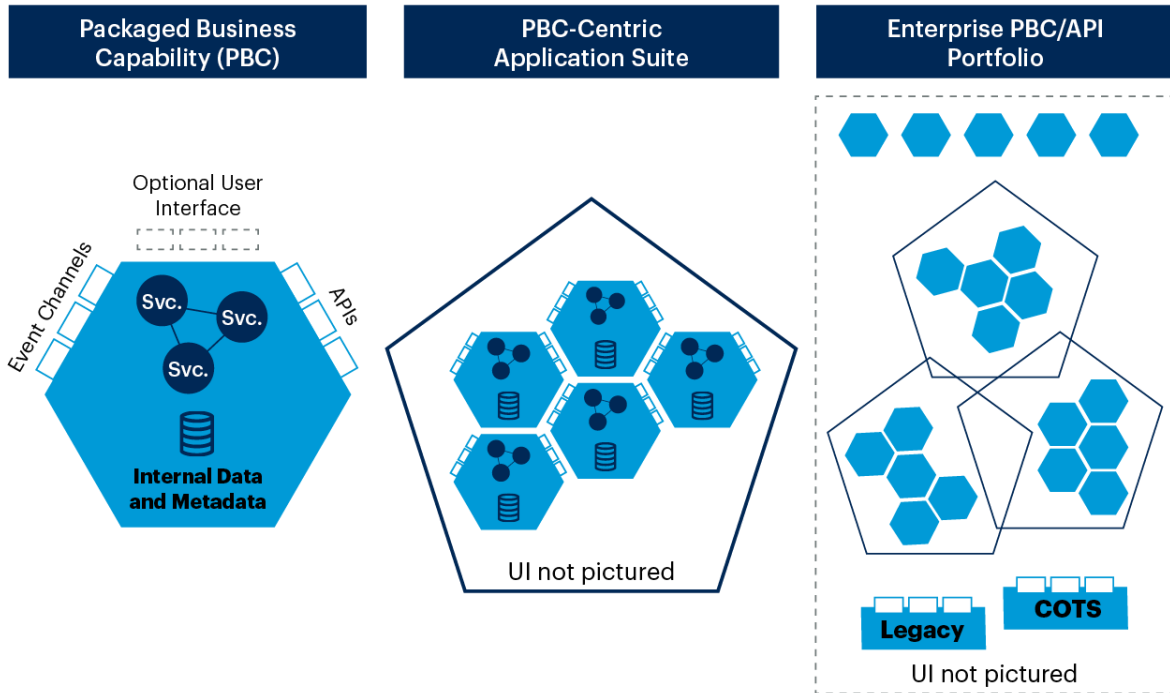 Packaged Business
Capability (PBC)
PBC-Centric
Application Suite
Enterprise PBC/API
Portfolio
Optional User
Interface
Event Channels
APIs
Svc.
Svc.
Svc.
Internal Data
and Metadata
UI not pictured
Legacy
COTS
UI not pictured